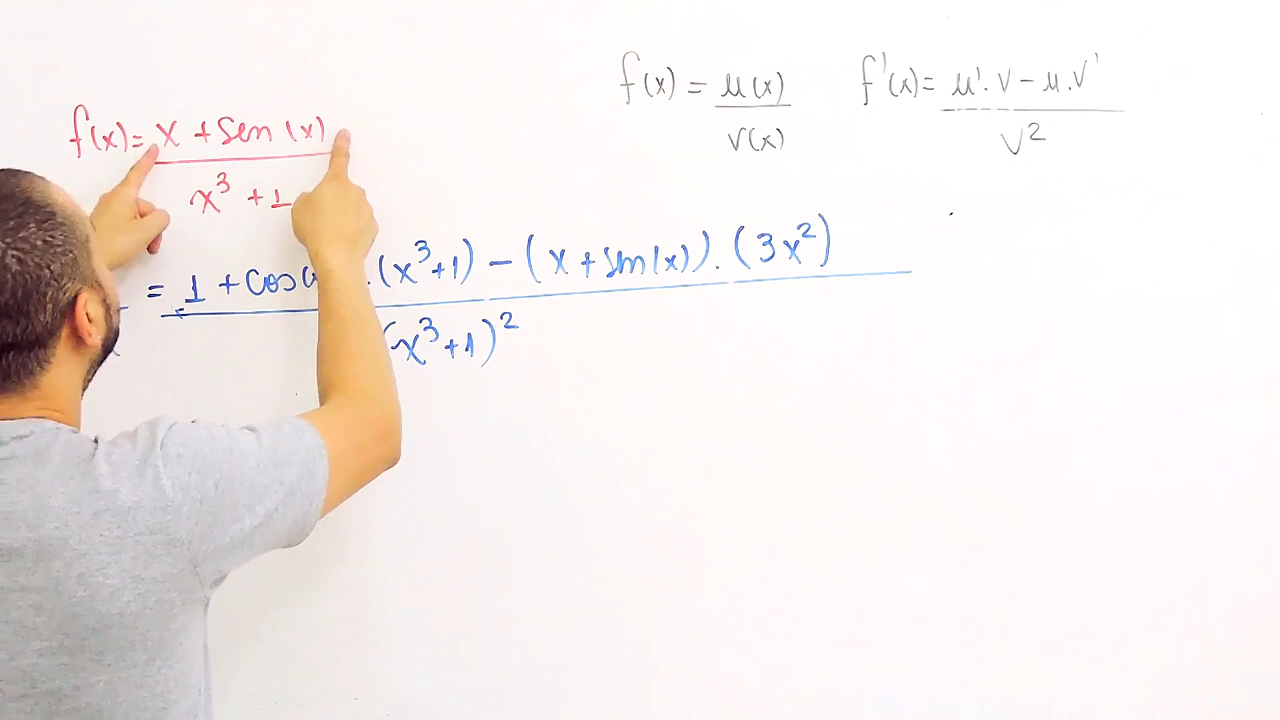 f(x) = μ(x) / v(x)    f'(x) = μ'.v - μ.v' / v²
f(x) = x + Sen (x) / x³ + 1
= 1 + cos .(x³+1) - (x + sen(x)).(3x²) / (x³+1)²